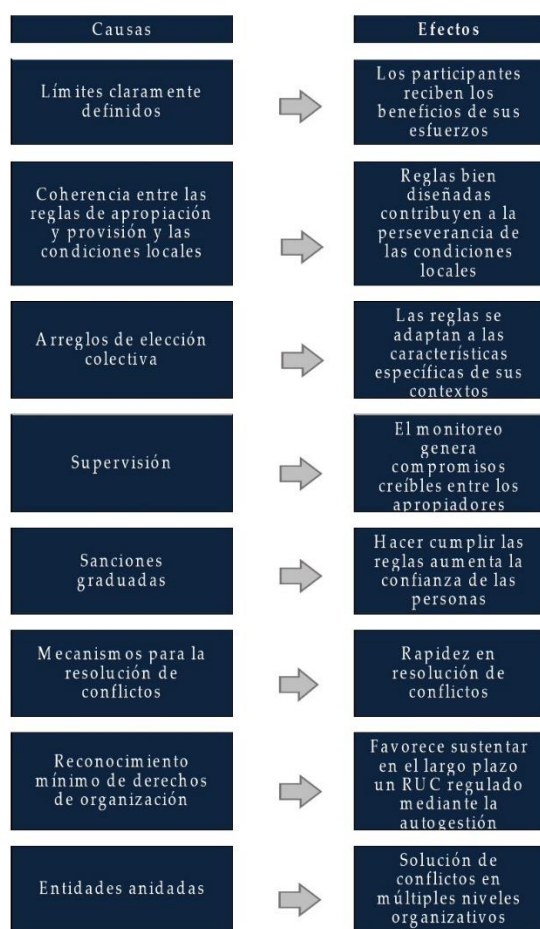 Causas
Efectos
Límites claramente
definidos
Los participantes
reciben los
beneficios de sus
esfuerzos
Coherencia entre las
reglas de apropiación
y provisión y las
condiciones locales
Reglas bien
diseñadas
contribuyen a la
perseverancia de
las condiciones
locales
Arreglos de elección
colectiva
Las reglas se
adaptan a las
características
específicas de sus
contextos
Supervisión
El monitoreo
genera
compromisos
creíbles entre los
apropiadores
Sanciones
graduadas
Hacer cumplir las
reglas aumenta la
confianza de las
personas
Mecanismos para la
resolución de
conflictos
Rapidez en
resolución de
conflictos
Reconocimiento
mínimo de derechos
de organización
Favorece sustentar
en el largo plazo
un RUC regulado
mediante la
autogestión
Entidades anidadas
Solución de
conflictos en
múltiples niveles
organizativos